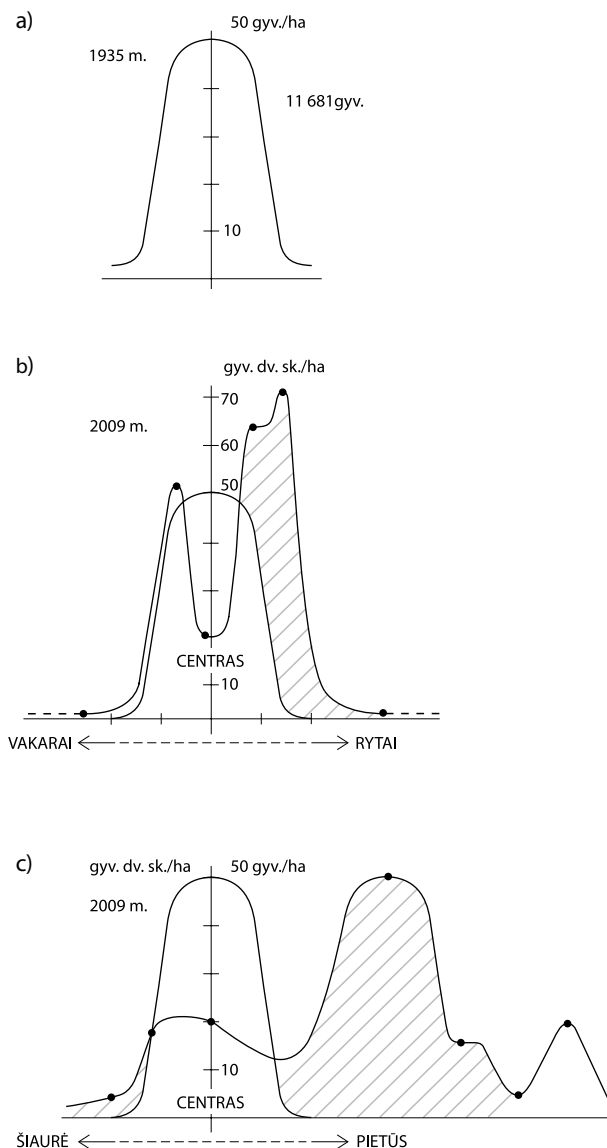 a)
50 gyv./ha
1935 m.
11 681gyv.
10
b)
gyv. dv. sk./ha
70
2009 m.
60
50
CENTRAS
10
VAKARAI
RYTAI
c)
gyv. dv. sk./ha 50 gyv./ha
2009 m.
10
CENTRAS
ŠIAURĖ
PIETŪS